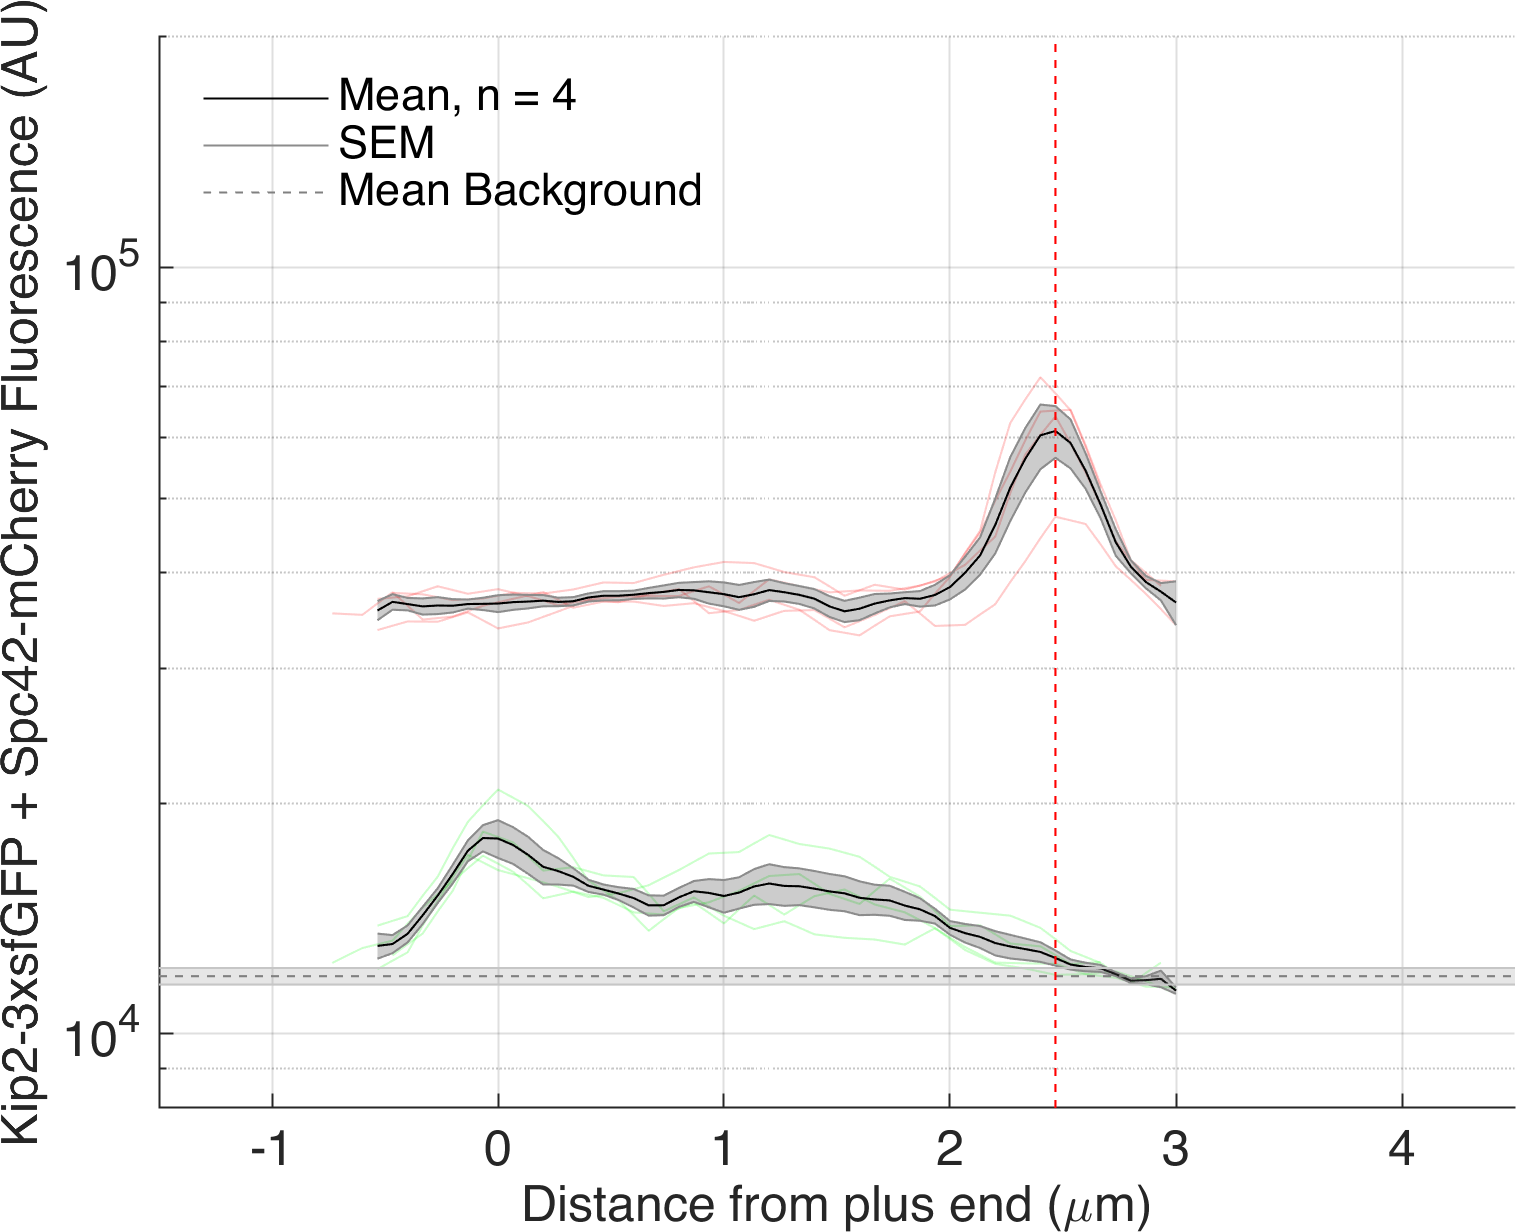 Kip2-3xsfGFP + Spc42-mCherry Fluorescence (AU)
Mean, n = 4
SEM
Mean Background
10^5
10^4
-1 0 1 2 3 4
Distance from plus end (μm)